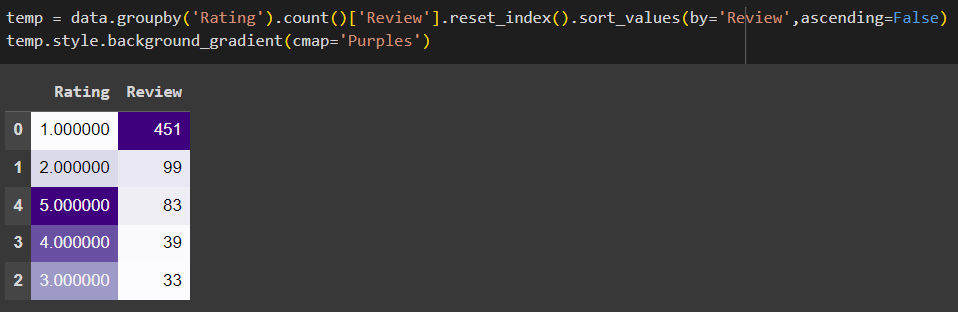 temp = data.groupby('Rating').count()['Review'].reset_index().sort_values(by='Review',ascending=False)
temp.style.background_gradient(cmap='Purples')
Rating Review
0 1.000000 451
1 2.000000 99
4 5.000000 83
3 4.000000 39
2 3.000000 33